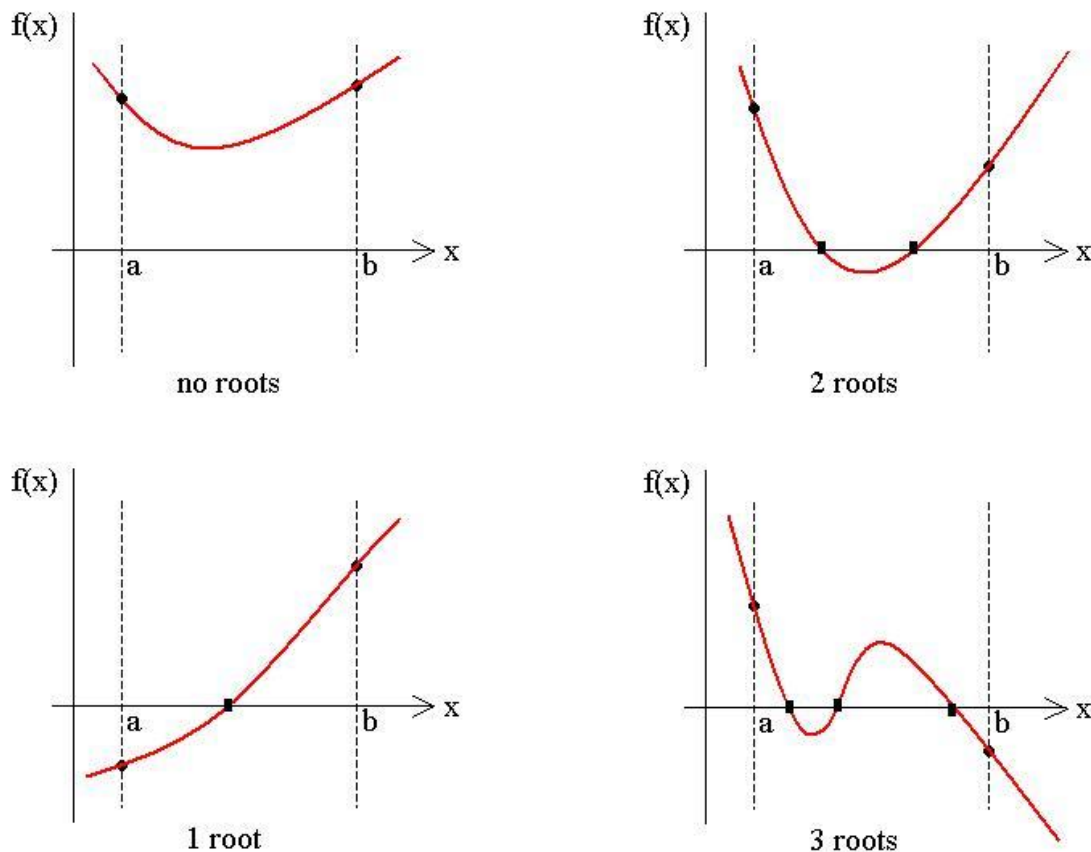 f(x)
a
b
x
no roots
f(x)
a
b
x
2 roots
f(x)
a
b
x
1 root
f(x)
a
b
x
3 roots